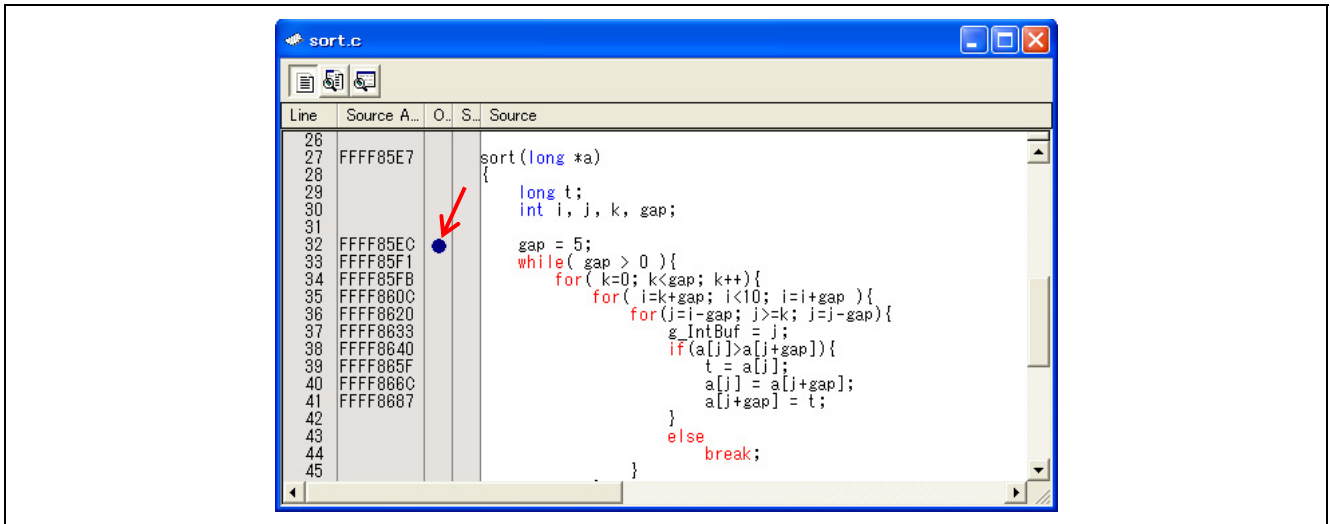 sort.c
Line Source A... O.. S.. Source
26
27 FFFF85E7 sort(long *a)
28 {
29 long t;
30 int i, j, k, gap;
31
32 FFFF85EC gap = 5;
33 FFFF85F1 while( gap > 0 ){
34 FFFF85FB for( k=0; k<gap; k++){
35 FFFF860C for( i=k+gap; i<10; i=i+gap ){
36 FFFF8620 for(j=i-gap; j>=k; j=j-gap){
37 FFFF8633 g_IntBuf = j;
38 FFFF8640 if(a[j]>a[j+gap]){
39 FFFF865F t = a[j];
40 FFFF866C a[j] = a[j+gap];
41 FFFF8687 a[j+gap] = t;
42 }
43 else
44 break;
45 }